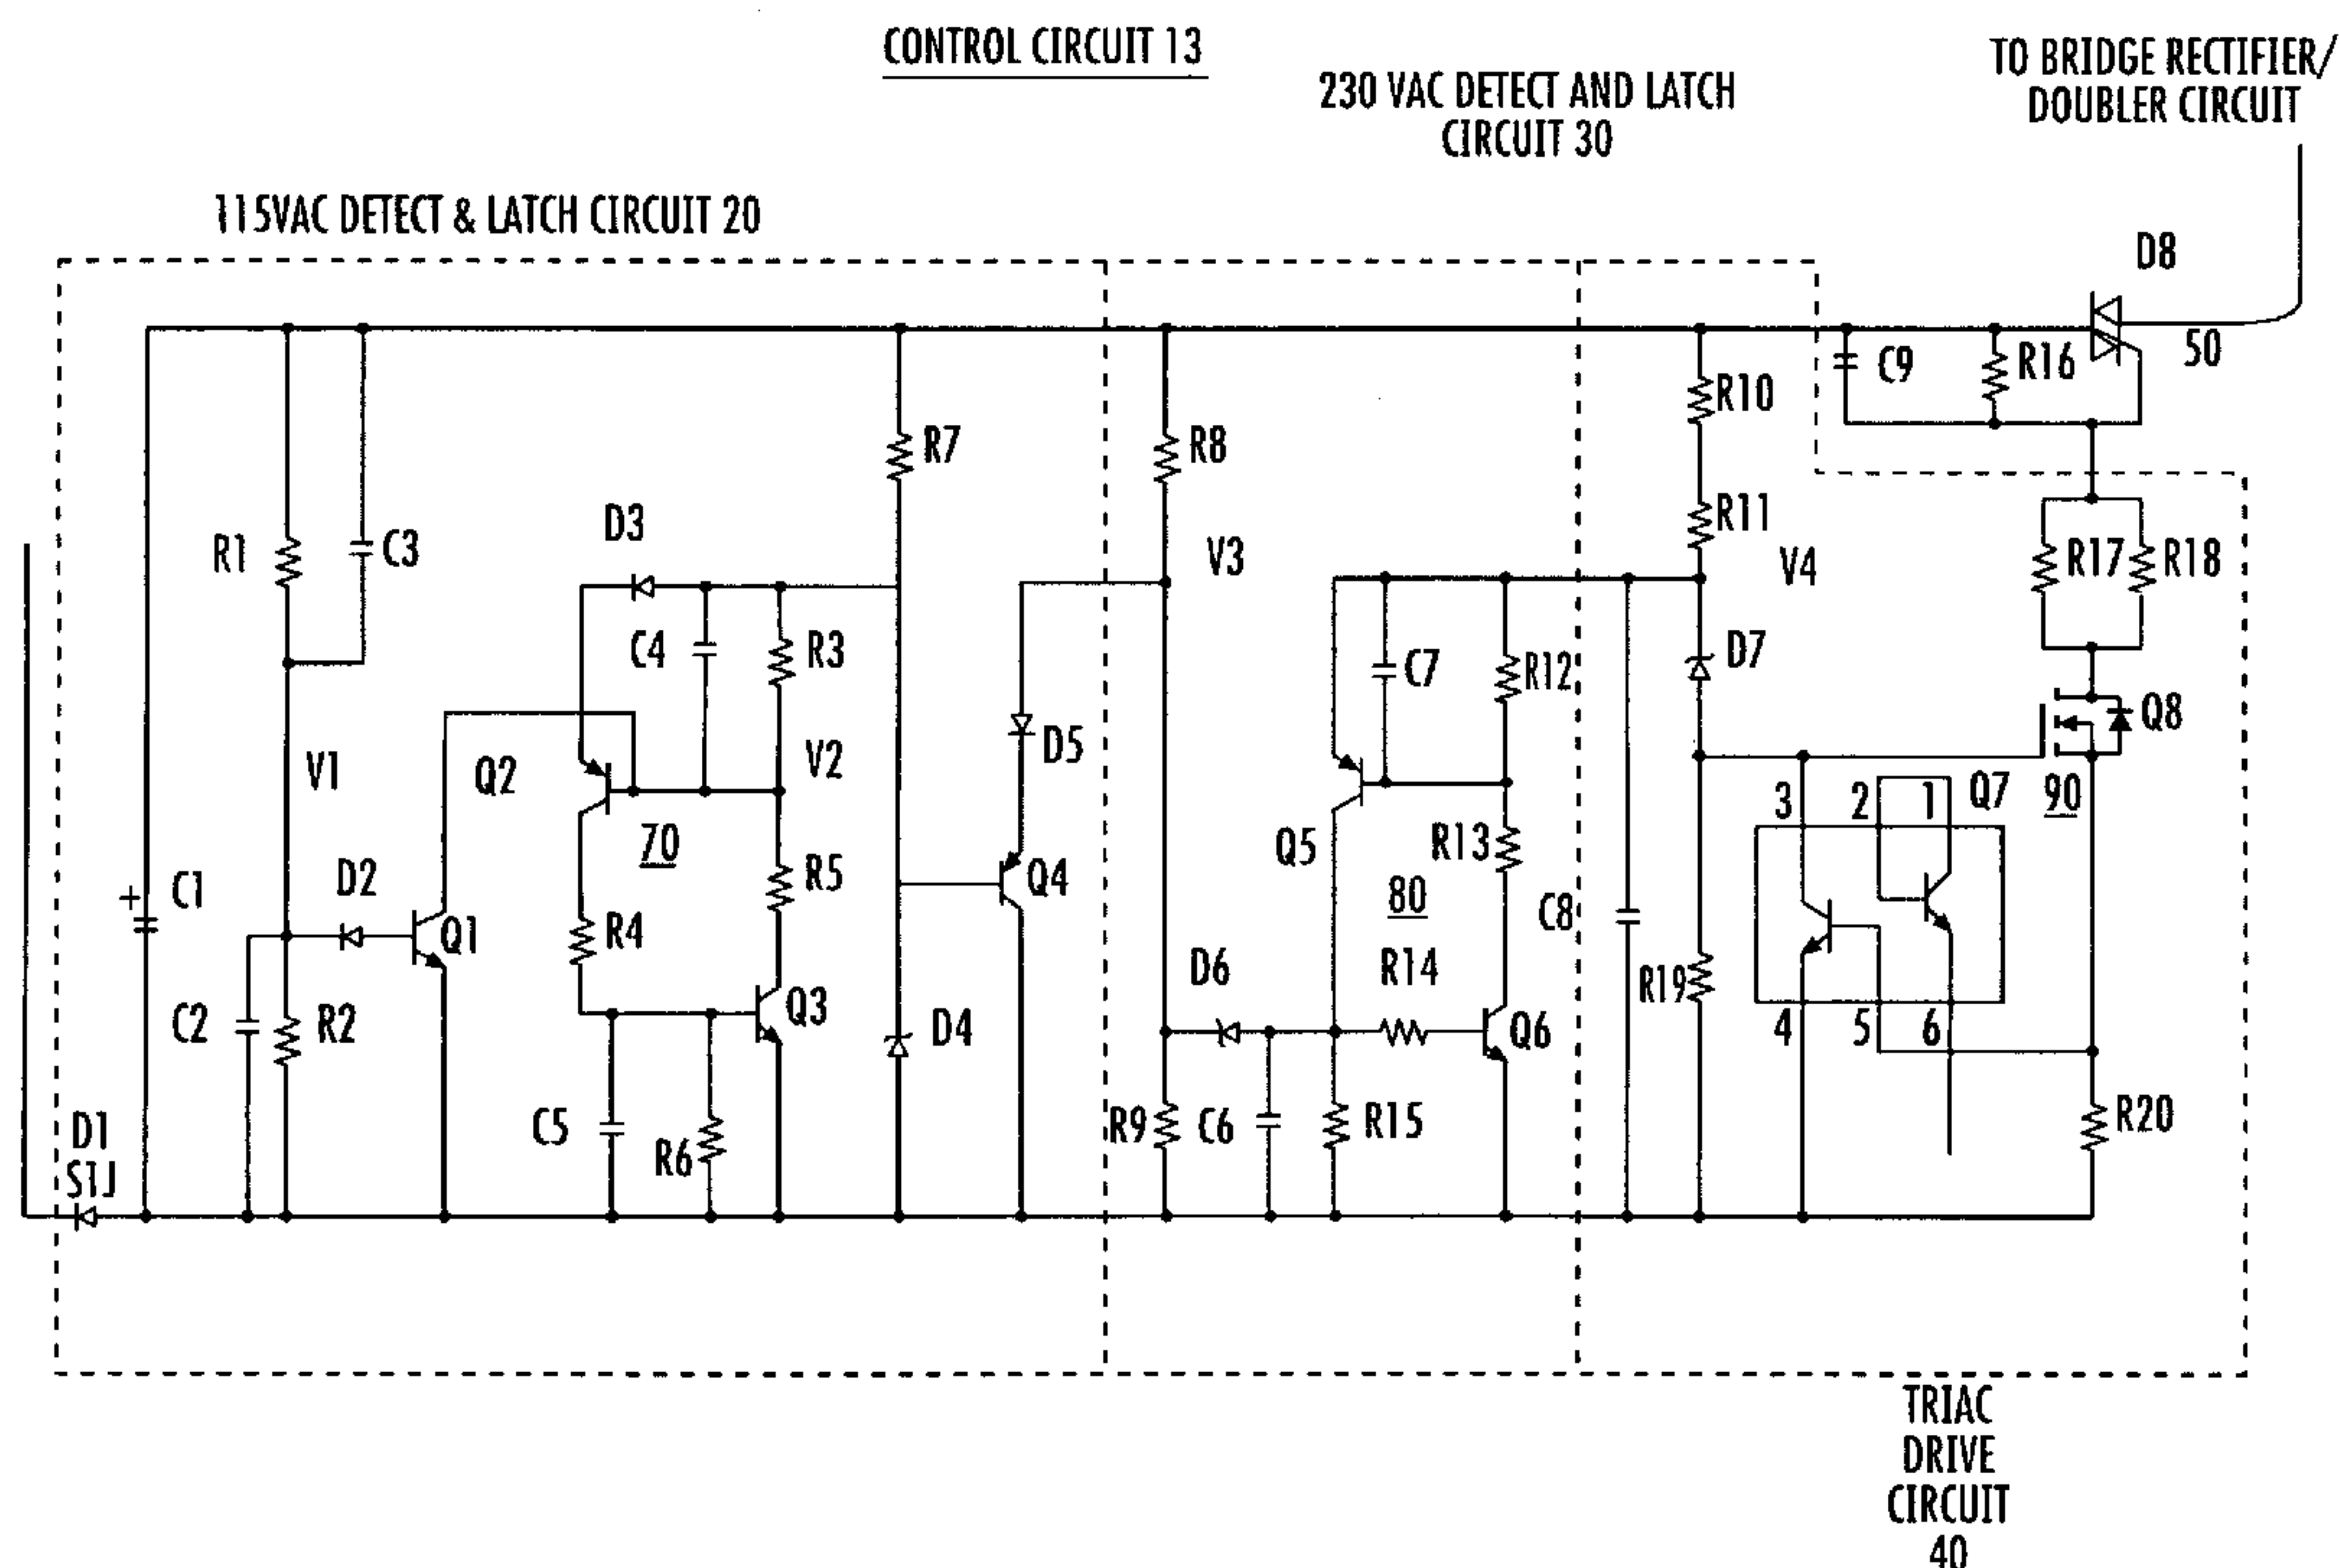 CONTROL CIRCUIT 13
TO BRIDGE RECTIFIER/
DOUBLER CIRCUIT
230 VAC DETECT AND LATCH
CIRCUIT 30
115VAC DETECT & LATCH CIRCUIT 20
D8
50
C9
R16
R10
R7
R8
R11
D3
R1
C3
V3
V4
R17
R18
C4
R3
C7
R12
D7
Q8
D5
V1
Q2
V2
3
2
1
Q7
90
70
Q5
R13
C1
+
D2
Q1
R4
R5
Q4
80
C8
D6
R14
R19
C2
R2
Q3
D4
Q6
4
5
6
D1
S1J
C5
R6
R9
C6
R15
R20
TRIAC
DRIVE
CIRCUIT
40